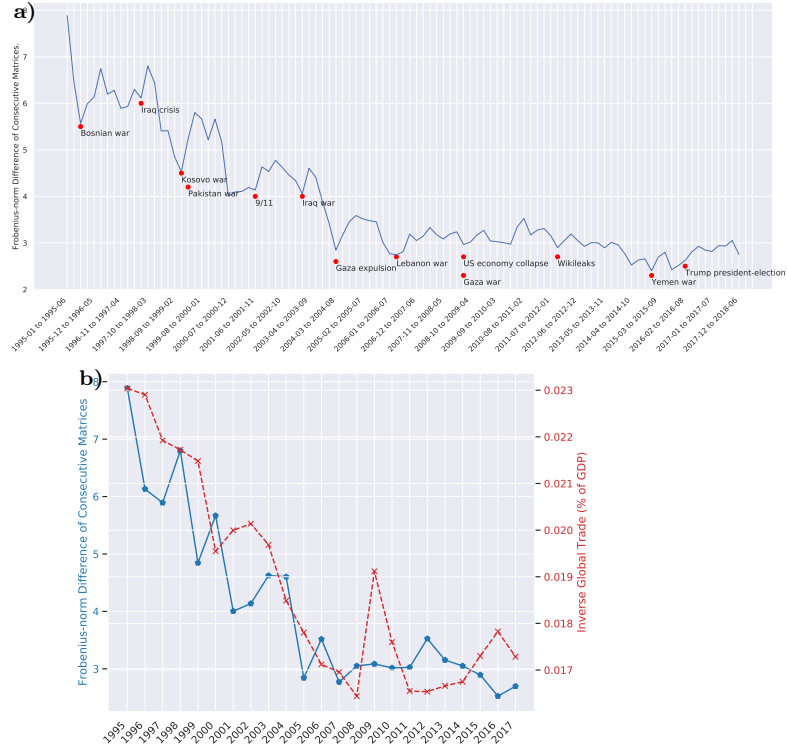 a)
Frobenius-norm Difference of Consecutive Matrices.
8
7
6
5
4
3
2
Bosnian war
Iraq crisis
Kosovo war
Pakistan war
9/11
Iraq war
Gaza expulsion
Lebanon war
US economy collapse
Gaza war
Wikileaks
Yemen war
Trump president-election
1995-01 to 1995-06
1995-12 to 1996-05
1996-11 to 1997-04
1997-10 to 1998-03
1998-09 to 1999-02
1999-08 to 2000-01
2000-07 to 2000-12
2001-06 to 2001-11
2002-05 to 2002-10
2003-04 to 2003-09
2004-03 to 2004-08
2005-02 to 2005-07
2006-01 to 2006-07
2006-12 to 2007-06
2007-11 to 2008-05
2008-10 to 2009-04
2009-09 to 2010-03
2010-08 to 2011-02
2011-07 to 2012-01
2012-06 to 2012-12
2013-05 to 2013-11
2014-04 to 2014-10
2015-03 to 2015-09
2016-02 to 2016-08
2017-01 to 2017-07
2017-12 to 2018-06
b)
Frobenius-norm Difference of Consecutive Matrices
8
7
6
5
4
3
0.023
0.022
0.021
0.020
0.019
0.018
0.017
Inverse Global Trade (% of GDP)
1995
1996
1997
1998
1999
2000
2001
2002
2003
2004
2005
2006
2007
2008
2009
2010
2011
2012
2013
2014
2015
2016
2017